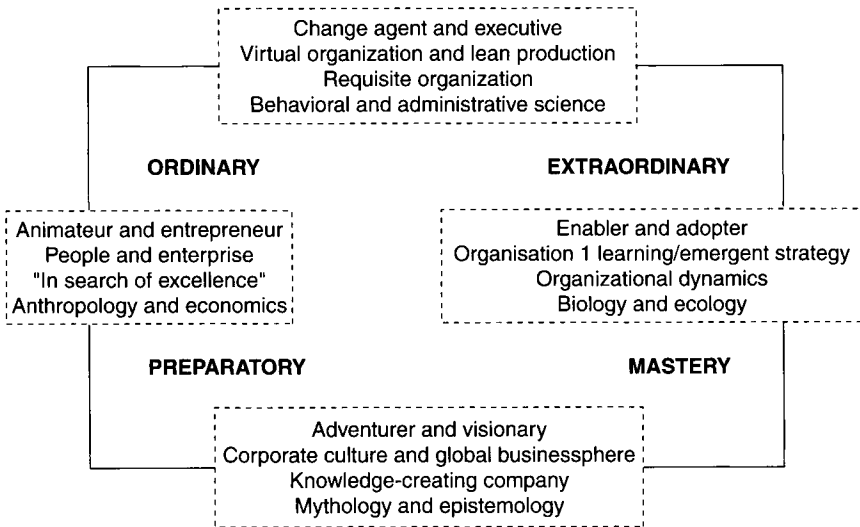 Change agent and executive
Virtual organization and lean production
Requisite organization
Behavioral and administrative science
ORDINARY
EXTRAORDINARY
Animateur and entrepreneur
People and enterprise
"In search of excellence"
Anthropology and economics
Enabler and adopter
Organisation 1 learning/emergent strategy
Organizational dynamics
Biology and ecology
PREPARATORY
MASTERY
Adventurer and visionary
Corporate culture and global businessphere
Knowledge-creating company
Mythology and epistemology